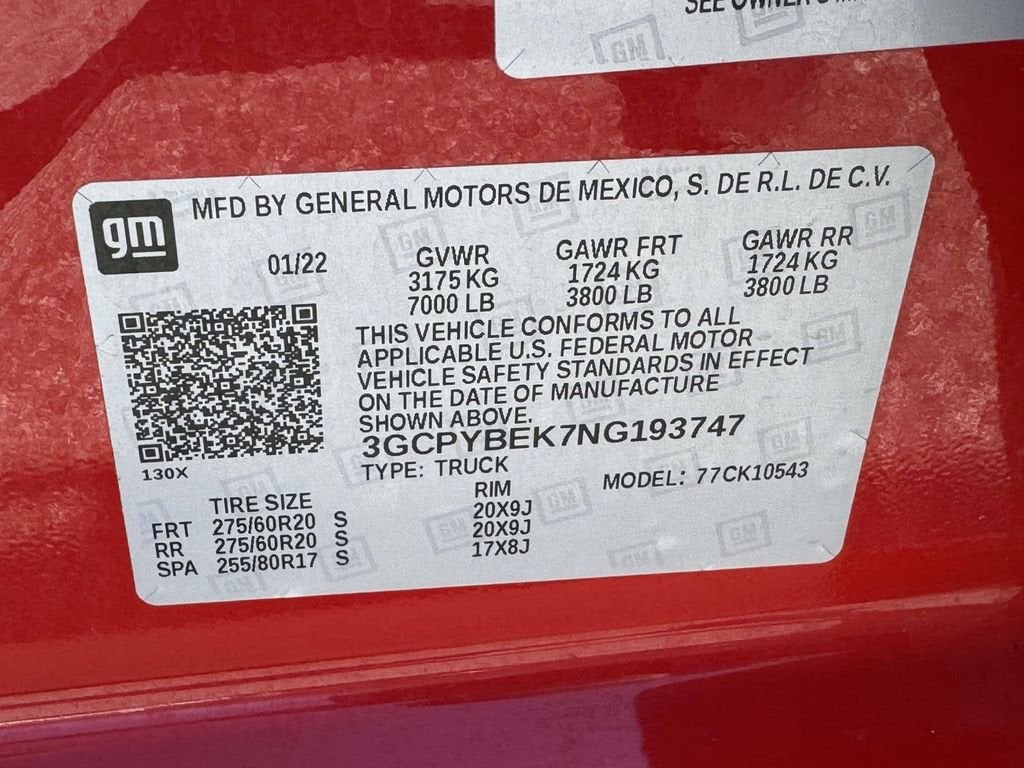 SEE OWNER'S
GM
gm
MFD BY GENERAL MOTORS DE MEXICO, S. DE R.L. DE C.V.
01/22
GVWR GAWR FRT GAWR RR
3175 KG 1724 KG 1724 KG
7000 LB 3800 LB 3800 LB
THIS VEHICLE CONFORMS TO ALL
APPLICABLE U.S. FEDERAL MOTOR
VEHICLE SAFETY STANDARDS IN EFFECT
ON THE DATE OF MANUFACTURE
SHOWN ABOVE.
3GCPYBEK7NG193747
130X
TYPE: TRUCK MODEL: 77CK10543
TIRE SIZE RIM
FRT 275/60R20 S 20X9J
RR 275/60R20 S 20X9J
SPA 255/80R17 S 17X8J